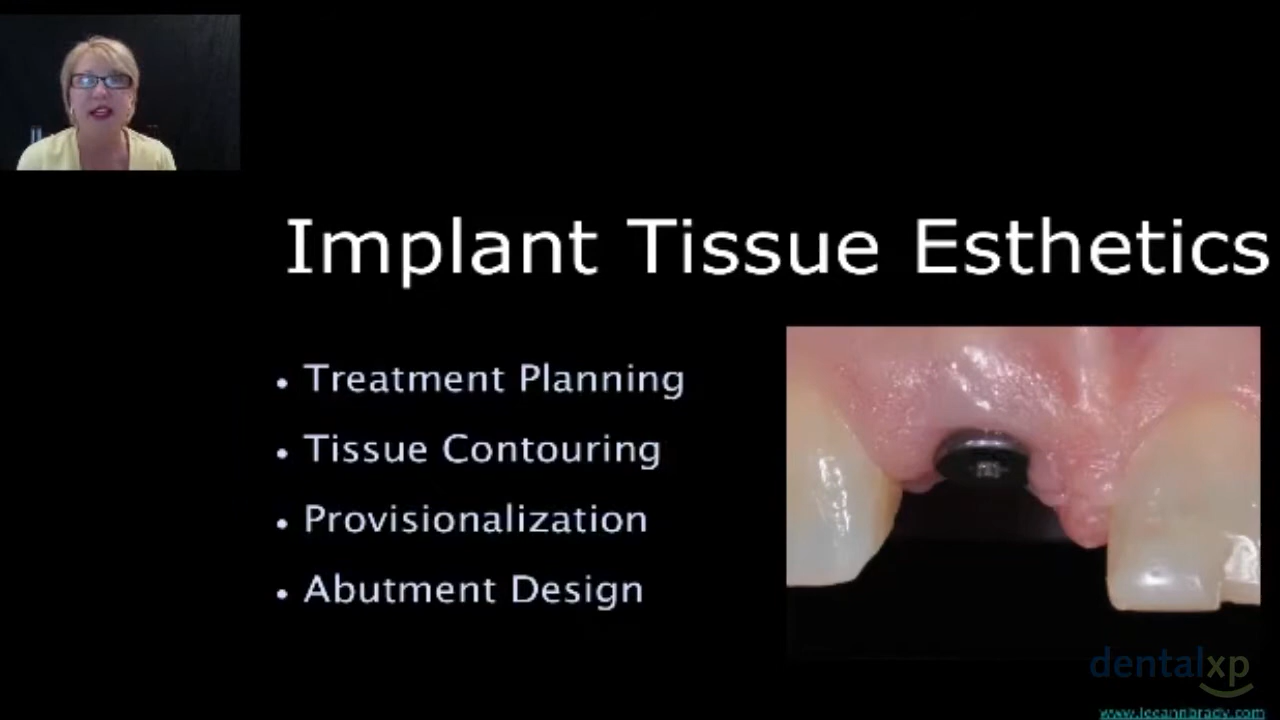 Implant Tissue Esthetics
• Treatment Planning
• Tissue Contouring
• Provisionalization
• Abutment Design
dentalxp
www.leeannbrady.com